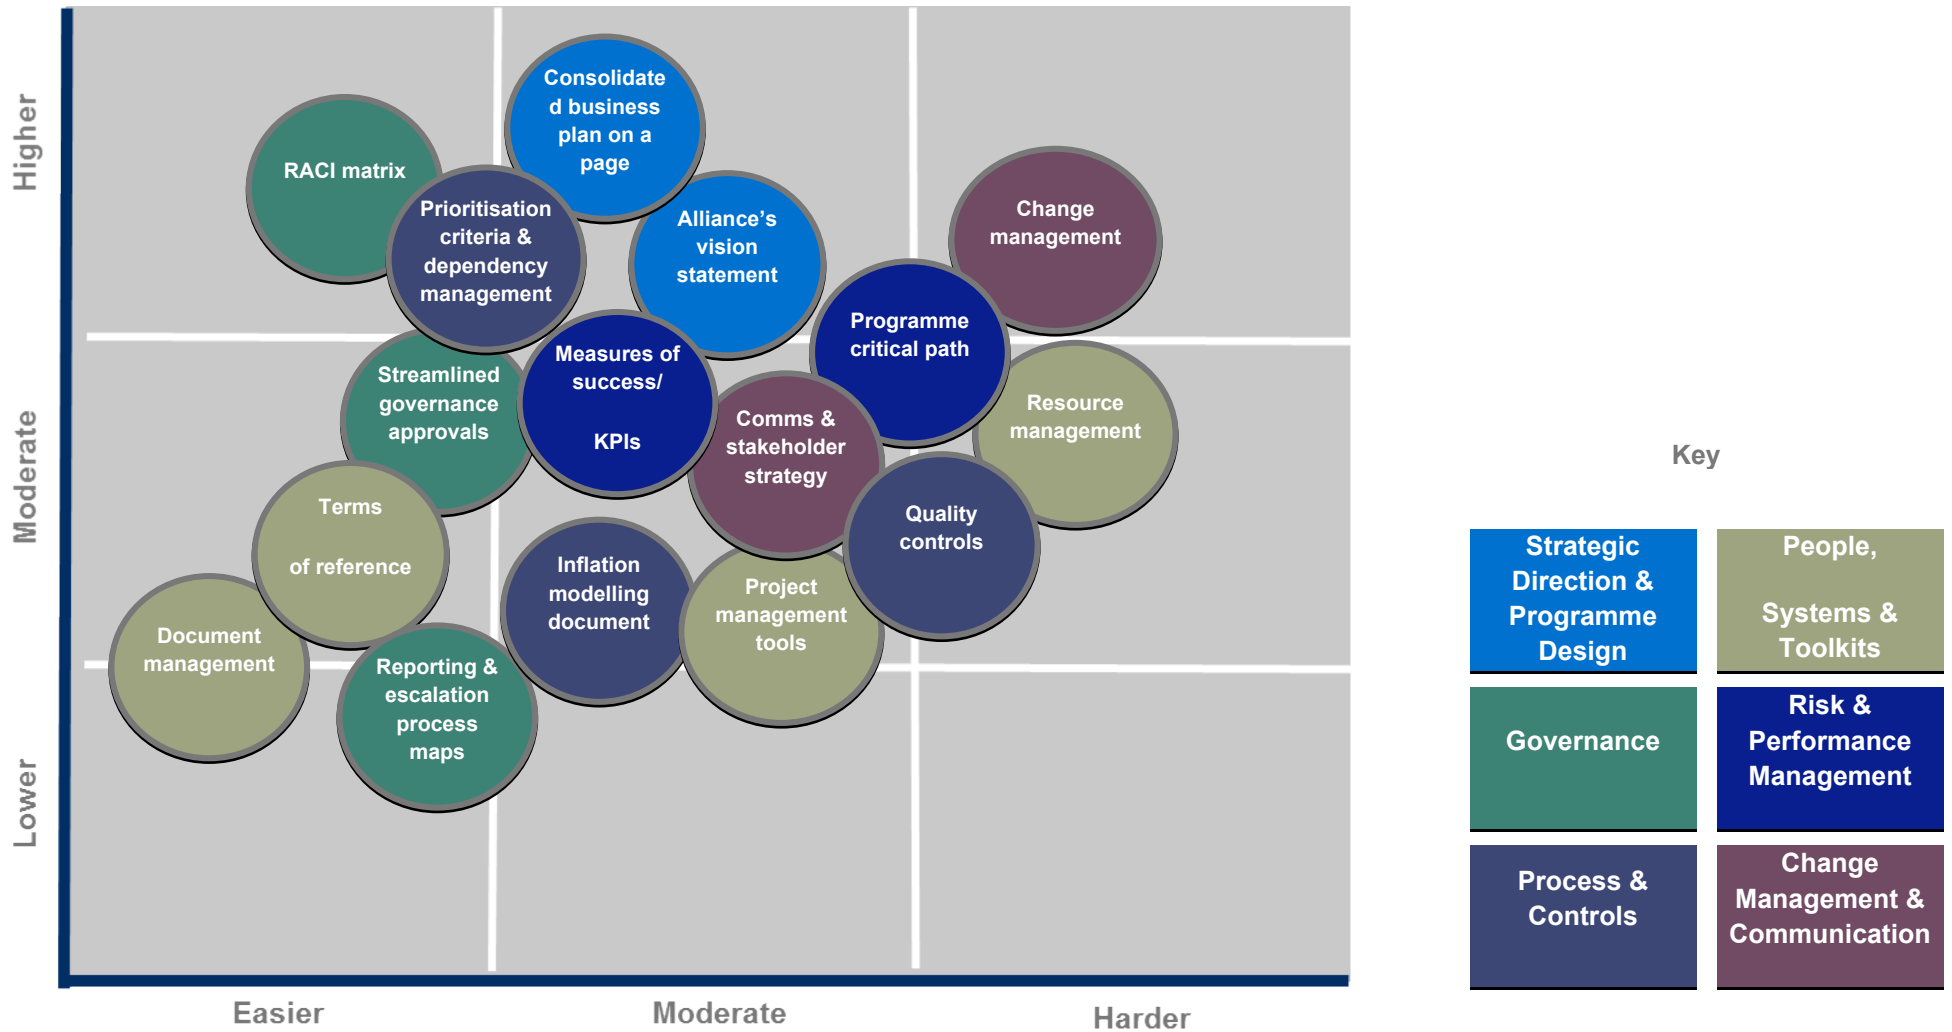 Higher
Moderate
Lower
Consolidate
d business
plan on a
page
RACI matrix
Prioritisation
criteria &
dependency
management
Alliance’s
vision
statement
Change
management
Programme
critical path
Measures of
success/
KPIs
Streamlined
governance
approvals
Comms &
stakeholder
strategy
Resource
management
Terms
of reference
Quality
controls
Inflation
modelling
document
Project
management
tools
Document
management
Reporting &
escalation
process
maps
Easier
Moderate
Harder
Key
Strategic
Direction &
Programme
Design
People,
Systems &
Toolkits
Governance
Risk &
Performance
Management
Process &
Controls
Change
Management &
Communication